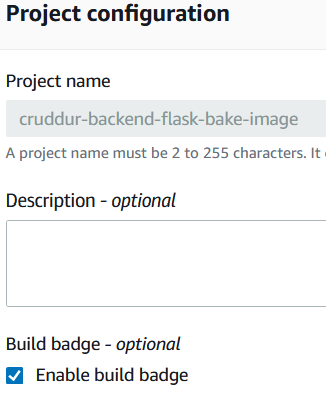 Project configuration
Project name
cruddur-backend-flask-bake-image
A project name must be 2 to 255 characters. It
Description - optional
Build badge - optional
Enable build badge